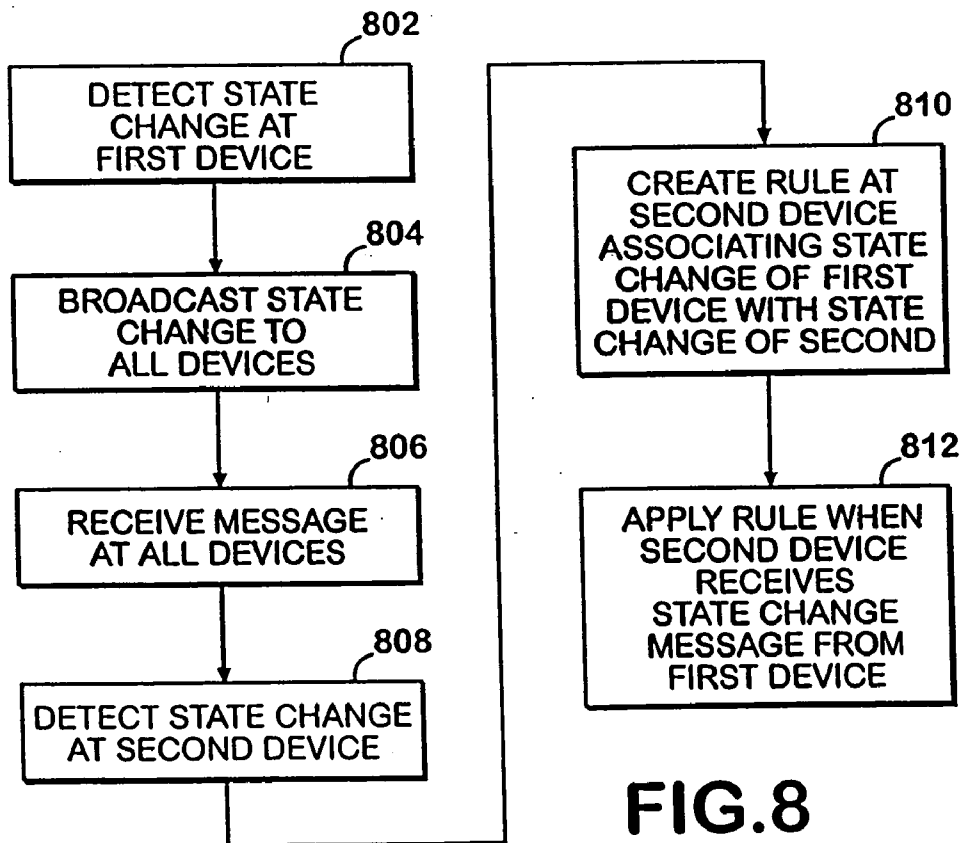 802
DETECT STATE
CHANGE AT
FIRST DEVICE
804
BROADCAST STATE
CHANGE TO
ALL DEVICES
806
RECEIVE MESSAGE
AT ALL DEVICES
808
DETECT STATE CHANGE
AT SECOND DEVICE
810
CREATE RULE AT
SECOND DEVICE
ASSOCIATING STATE
CHANGE OF FIRST
DEVICE WITH STATE
CHANGE OF SECOND
812
APPLY RULE WHEN
SECOND DEVICE
RECEIVES
STATE CHANGE
MESSAGE FROM
FIRST DEVICE
FIG.8